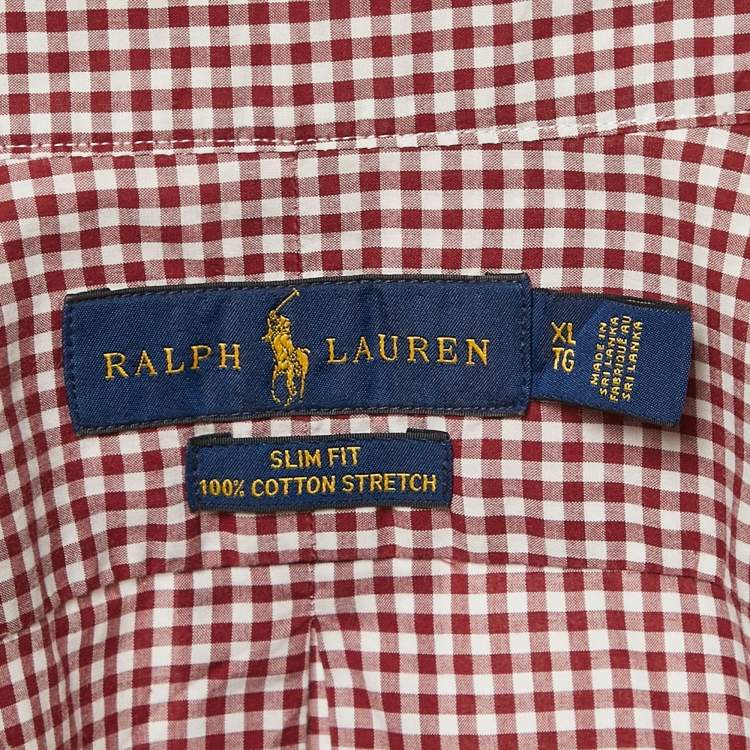 RALPH LAUREN
XL
TG
MADE IN
SRI LANKA
FABRIQUÉ AU
SRI LANKA
SLIM FIT
100% COTTON STRETCH